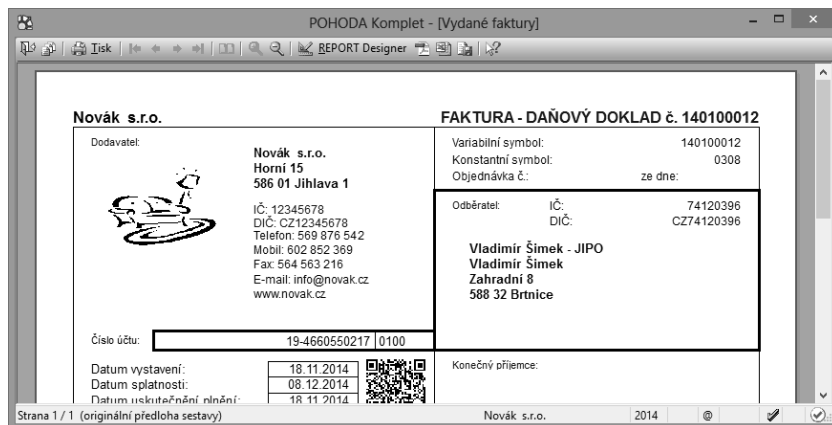 POHODA Komplet - [Vydané faktury]
Tisk REPORT Designer
Novák s.r.o. FAKTURA - DAŇOVÝ DOKLAD č. 140100012
Dodavatel:
Novák s.r.o.
Horní 15
586 01 Jihlava 1
IČ: 12345678
DIČ: CZ12345678
Telefon: 569 876 542
Mobil: 602 852 369
Fax: 564 563 216
E-mail: info@novak.cz
www.novak.cz
Číslo účtu: 19-4660550217 0100
Datum vystavení: 18.11.2014
Datum splatnosti: 08.12.2014
Datum uskutečnění plnění: 18.11.2014
Variabilní symbol: 140100012
Konstantní symbol: 0308
Objednávka č.: ze dne:
Odběratel: IČ: 74120396
DIČ: CZ74120396
Vladimír Šimek - JIPO
Vladimír Šimek
Zahradní 8
588 32 Brtnice
Konečný příjemce:
Strana 1 / 1 (originální předloha sestavy) Novák s.r.o. 2014 @